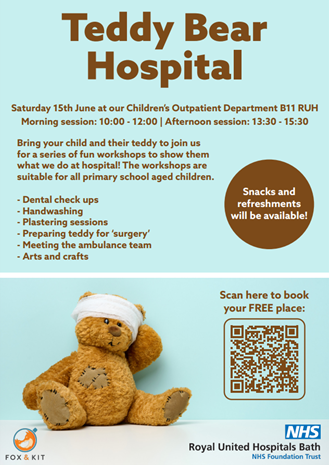 Teddy Bear
Hospital
Saturday 15th June at our Children's Outpatient Department B11 RUH
Morning session: 10:00 - 12:00 | Afternoon session: 13:30 - 15:30
Bring your child and their teddy to join us
for a series of fun workshops to show them
what we do at hospital! The workshops are
suitable for all primary school aged children.
- Dental check ups
- Handwashing
- Plastering sessions
- Preparing teddy for 'surgery'
- Meeting the ambulance team
- Arts and crafts
Snacks and
refreshments
will be available!
Scan here to book
your FREE place:
FOX & KIT
NHS
Royal United Hospitals Bath
NHS Foundation Trust